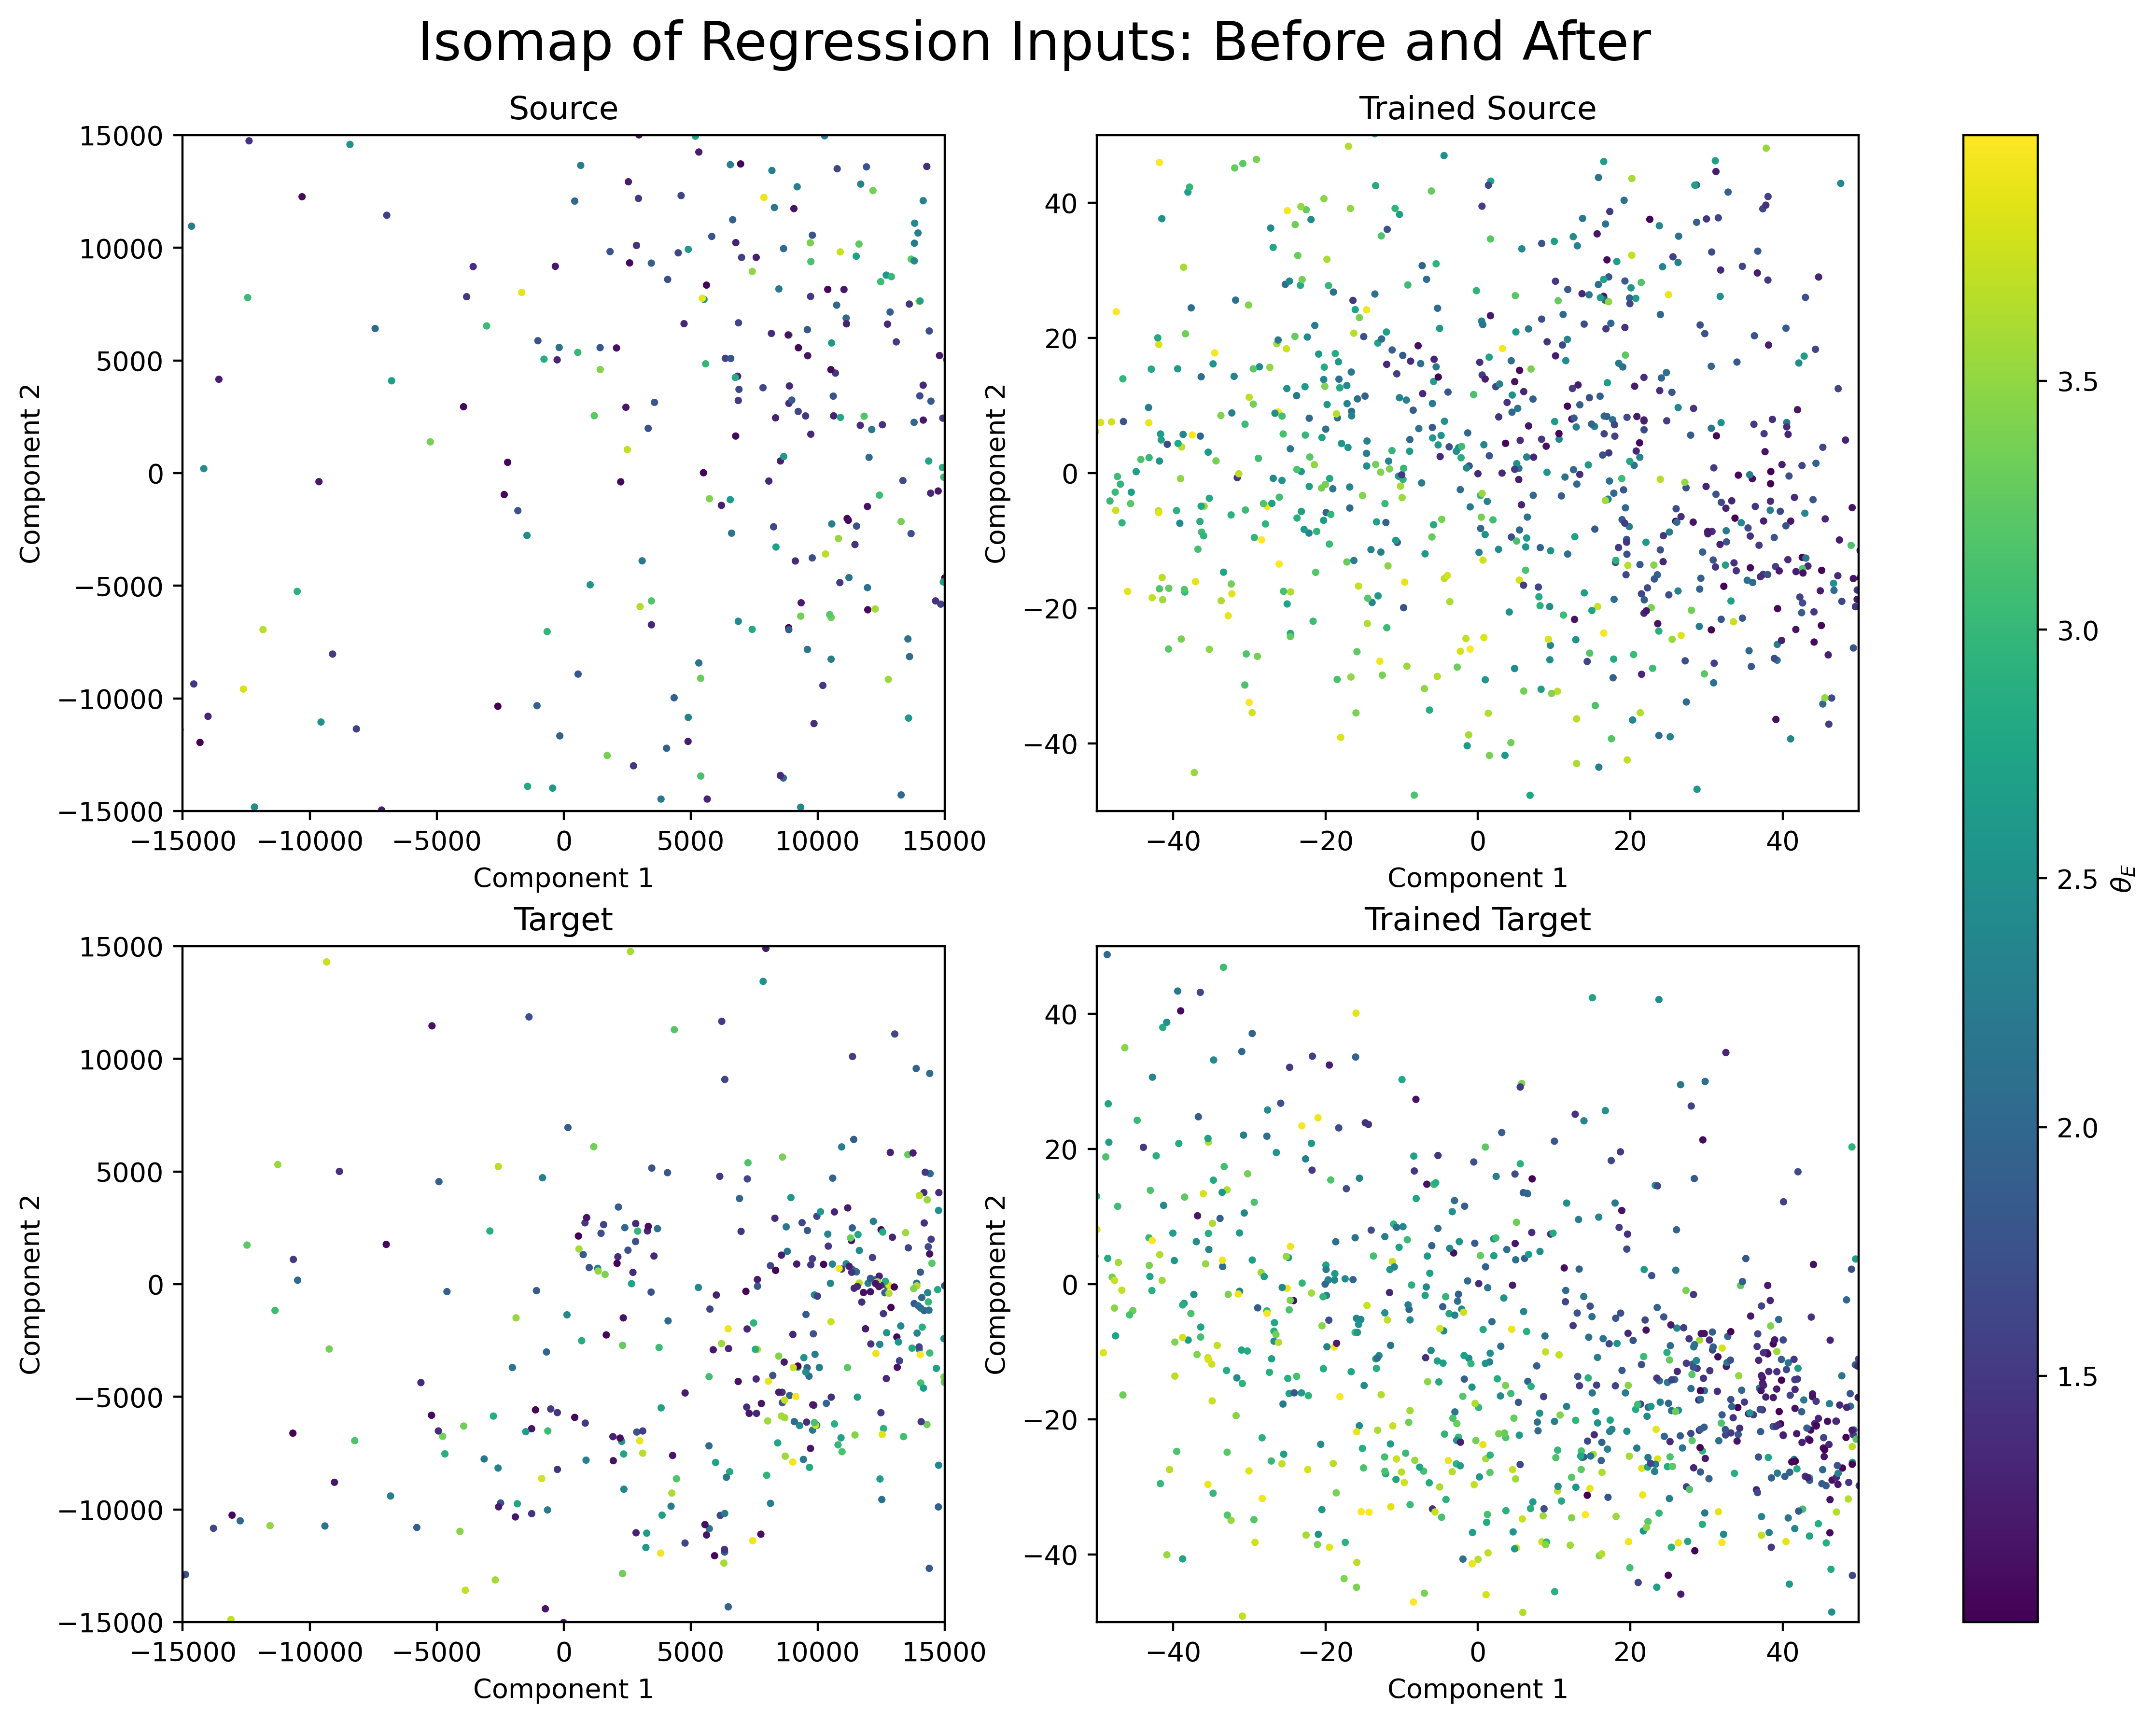 Isomap of Regression Inputs: Before and After
Source
Trained Source
15000
10000
5000
0
−5000
−10000
−15000
Component 2
−15000 −10000 −5000 0 5000 10000 15000
Component 1
40
20
0
−20
−40
Component 2
−40 −20 0 20 40
Component 1
Target
Trained Target
15000
10000
5000
0
−5000
−10000
−15000
Component 2
−15000 −10000 −5000 0 5000 10000 15000
Component 1
40
20
0
−20
−40
Component 2
−40 −20 0 20 40
Component 1
3.5
3.0
2.5
2.0
1.5
θ_E